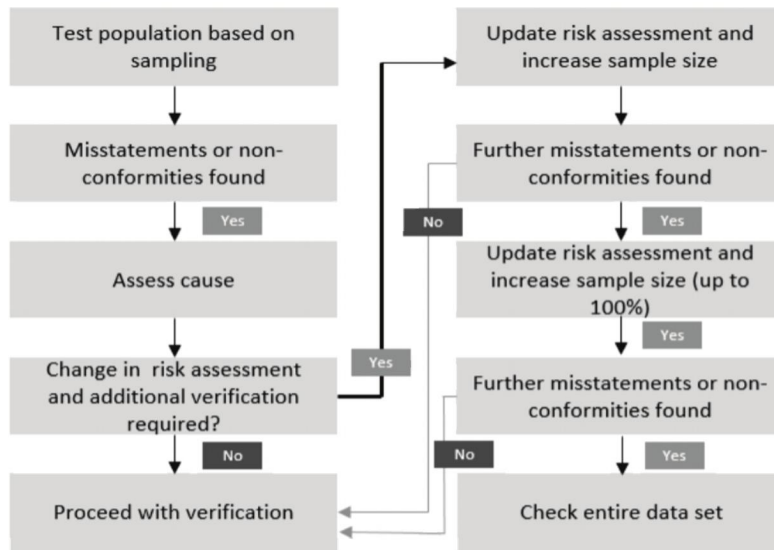 Test population based on
sampling
Misstatements or non-
conformities found
Yes
Assess cause
Change in risk assessment
and additional verification
required?
Yes
No
Proceed with verification
Update risk assessment and
increase sample size
Further misstatements or non-
conformities found
No
Yes
Update risk assessment and
increase sample size (up to
100%)
Yes
Further misstatements or non-
conformities found
No
Yes
Check entire data set